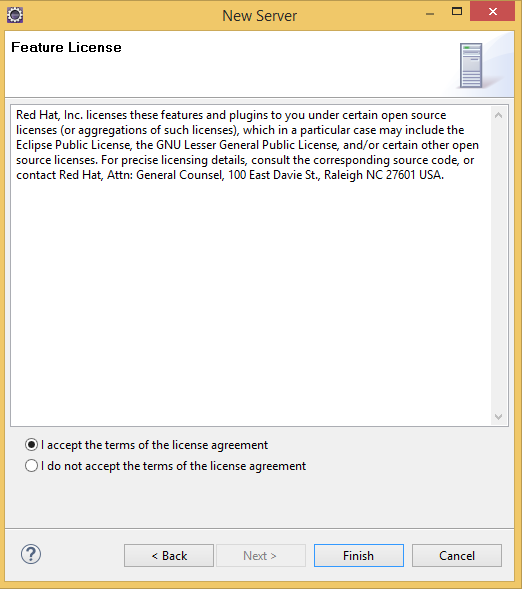 New Server
Feature License
Red Hat, Inc. licenses these features and plugins to you under certain open source
licenses (or aggregations of such licenses), which in a particular case may include the
Eclipse Public License, the GNU Lesser General Public License, and/or certain other open
source licenses. For precise licensing details, consult the corresponding source code, or
contact Red Hat, Attn: General Counsel, 100 East Davie St., Raleigh NC 27601 USA.
I accept the terms of the license agreement
I do not accept the terms of the license agreement
? < Back Next > Finish Cancel